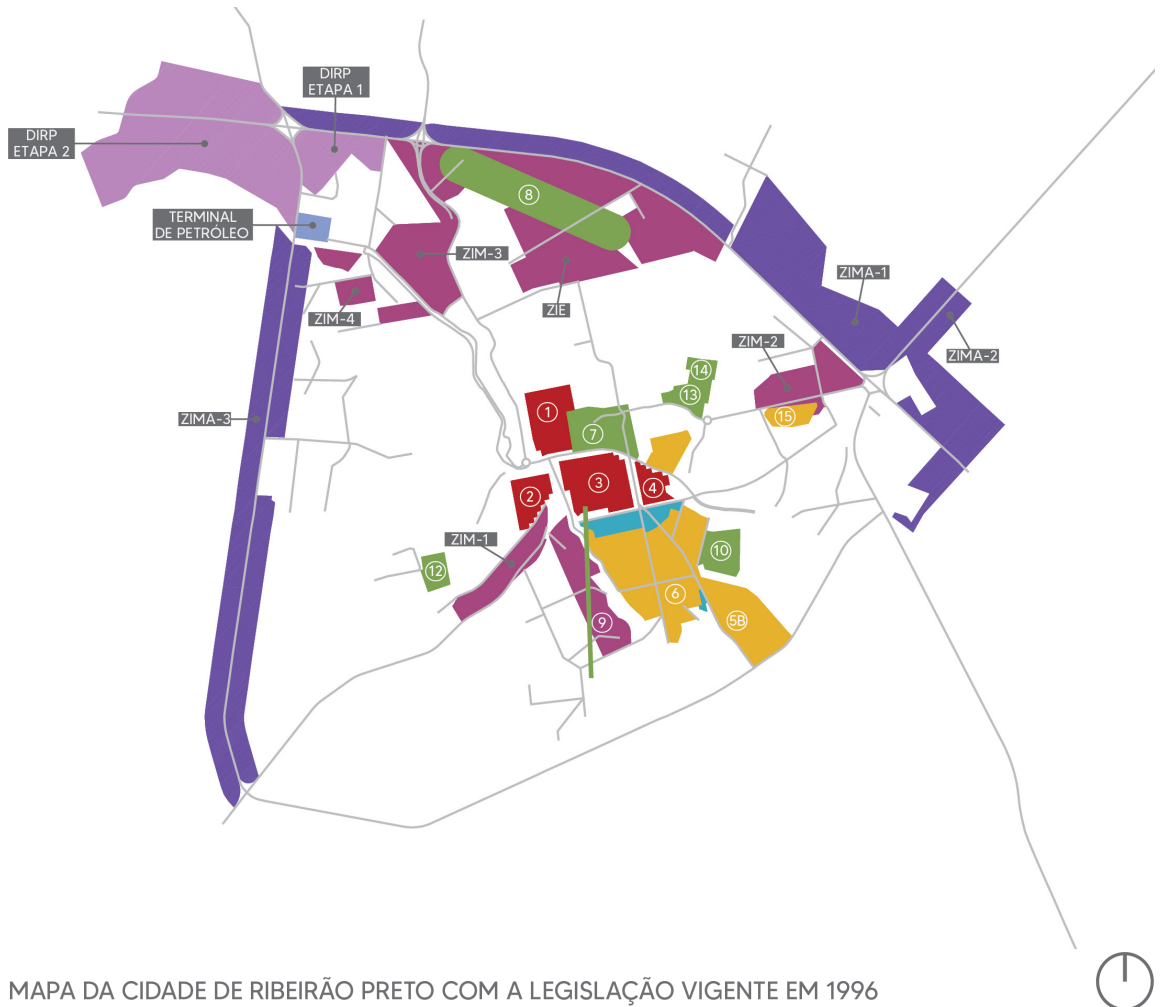 DIRP
ETAPA 1
DIRP
ETAPA 2
8
TERMINAL
DE PETRÓLEO
ZIM-3
ZIMA-1
ZIM-4
ZIE
ZIMA-2
ZIM-2
14
13
ZIMA-3
1
15
7
3
4
2
ZIM-1
10
12
6
9
5B
MAPA DA CIDADE DE RIBEIRÃO PRETO COM A LEGISLAÇÃO VIGENTE EM 1996